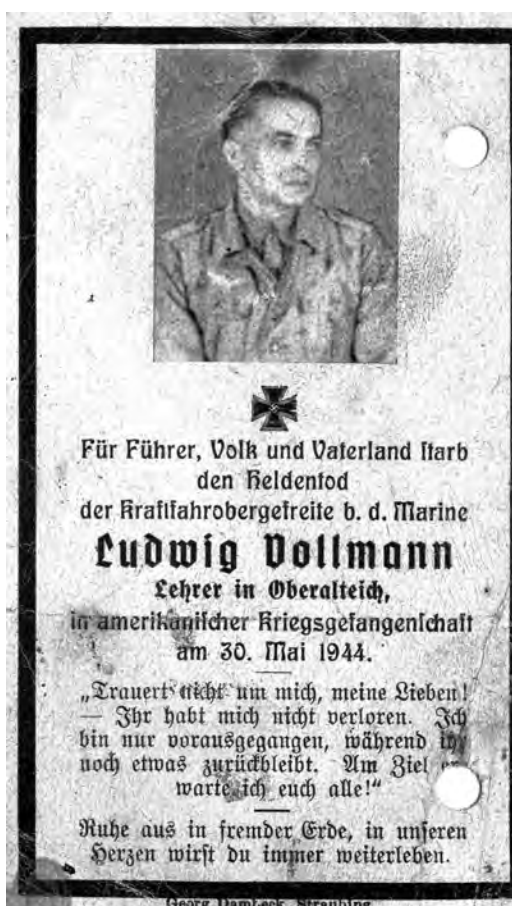 Für Führer, Volk und Vaterland starb
den Heldentod
der Kraftfahrobergefreite b. d. Marine
Ludwig Vollmann
Lehrer in Oberalteich,
in amerikanischer Kriegsgefangenschaft
am 30. Mai 1944.
„Trauert nicht um mich, meine Lieben!
— Ihr habt mich nicht verloren. Ich
bin nur vorausgegangen, während ihr
noch etwas zurückbleibt. Am Ziel er-
warte ich euch alle!“
Ruhe aus in fremder Erde, in unseren
Herzen wirst du immer weiterleben.
Georg Straubing